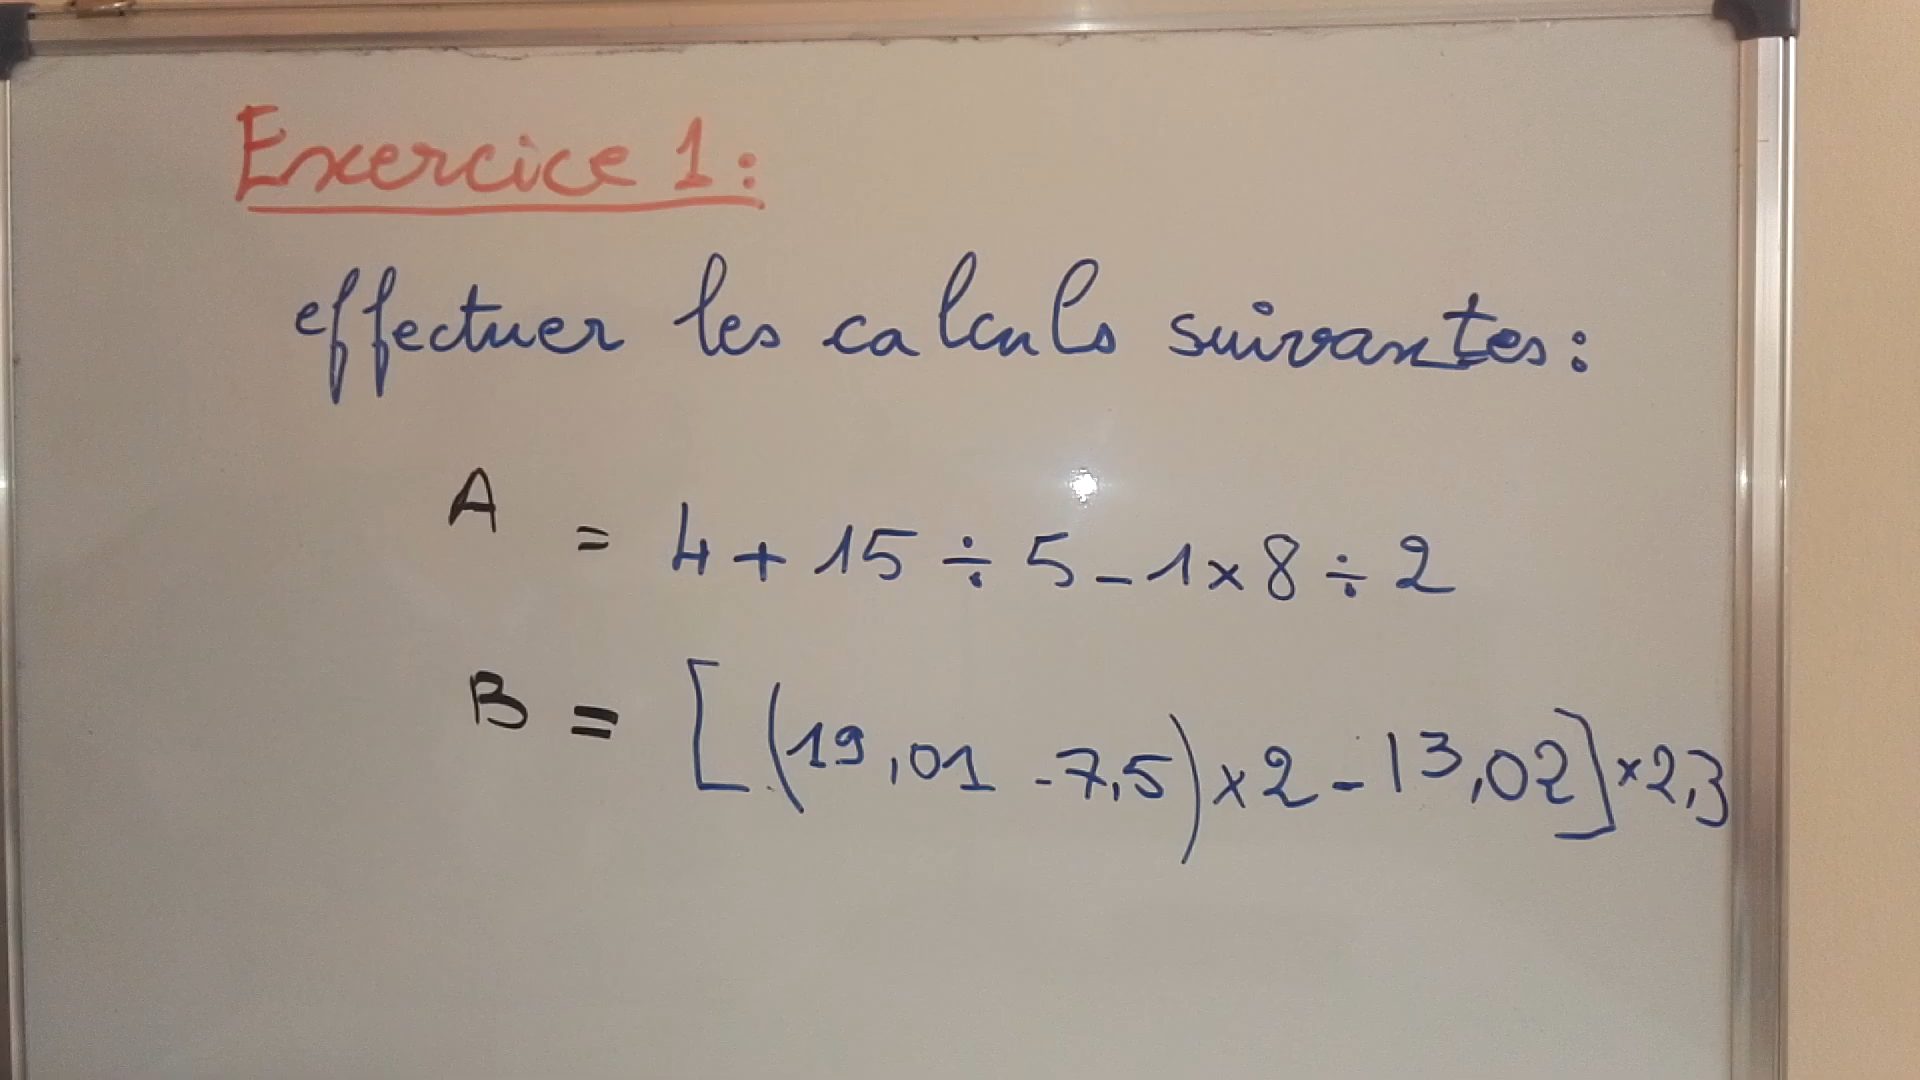 Exercice 1:
effectuer les calculs suivantes:
A = 4 + 15 ÷ 5 - 1 × 8 ÷ 2
B = [(19,01 - 7,5) × 2 - 13,02] × 2,3